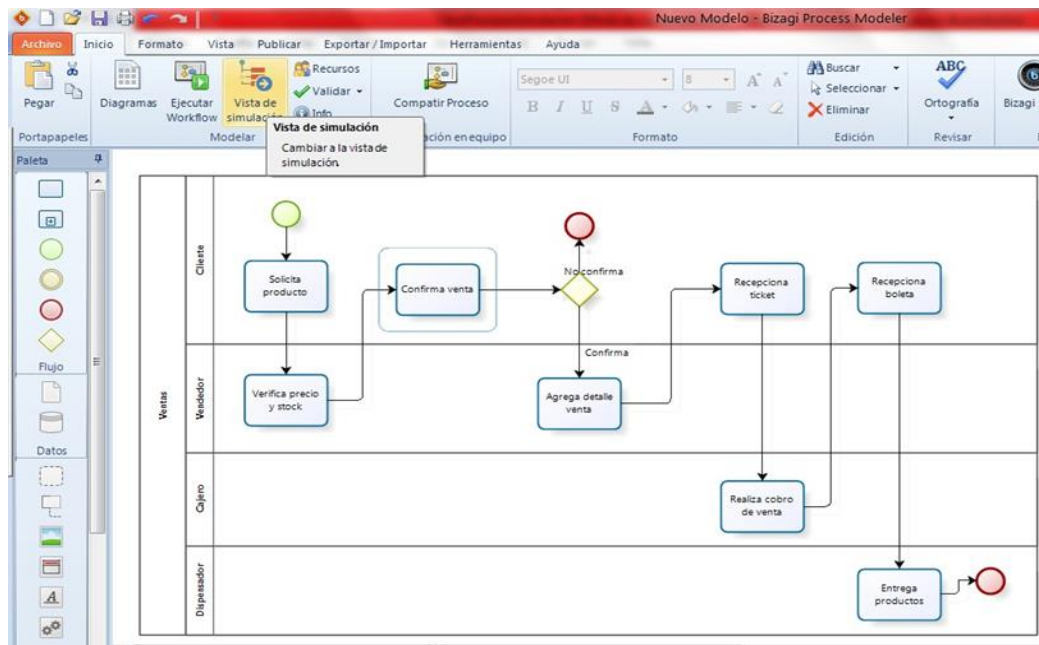 Nuevo Modelo - Bizagi Process Modeler
Archivo Inicio Formato Vista Publicar Exportar / Importar Herramientas Ayuda
Pegar
Portapapeles
Diagramas
Ejecutar
Workflow
Vista de
simulación
Recursos
Validar
Info
Modelar
Compatir Proceso
ación en equipo
Segoe UI
8
A A
B I U S A
Formato
Buscar
Seleccionar
Eliminar
Edición
ABC
Ortografía
Revisar
Bizagi
Vista de simulación
Cambiar a la vista de
simulación.
Paleta
Flujo
Datos
A
Ventas
Cliente
Solicita
producto
Confirma venta
No confirma
Confirma
Recepciona
ticket
Recepciona
boleta
Vendedor
Verifica precio
y stock
Agrega detalle
venta
Cajero
Realiza cobro
de venta
Dispensador
Entrega
productos